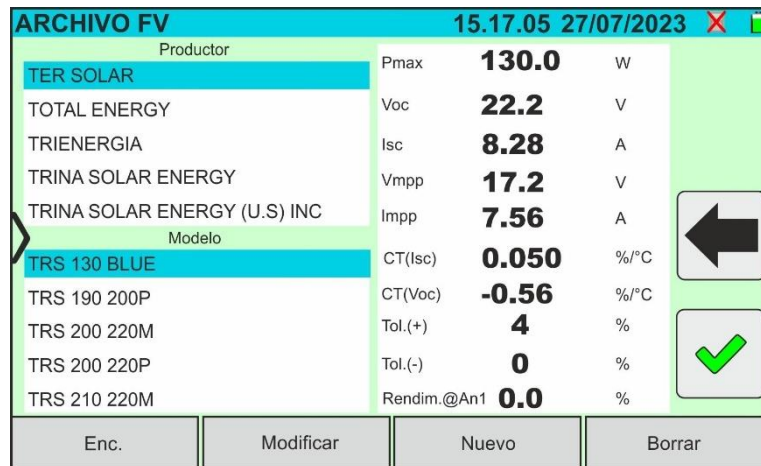 ARCHIVO FV 15.17.05 27/07/2023
Productor
TER SOLAR
TOTAL ENERGY
TRIENERGIA
TRINA SOLAR ENERGY
TRINA SOLAR ENERGY (U.S) INC
Modelo
TRS 130 BLUE
TRS 190 200P
TRS 200 220M
TRS 200 220P
TRS 210 220M
Pmax 130.0 W
Voc 22.2 V
Isc 8.28 A
Vmpp 17.2 V
Impp 7.56 A
CT(Isc) 0.050 %/°C
CT(Voc) -0.56 %/°C
Tol.(+) 4 %
Tol.(-) 0 %
Rendim.@An1 0.0 %
Enc. Modificar Nuevo Borrar